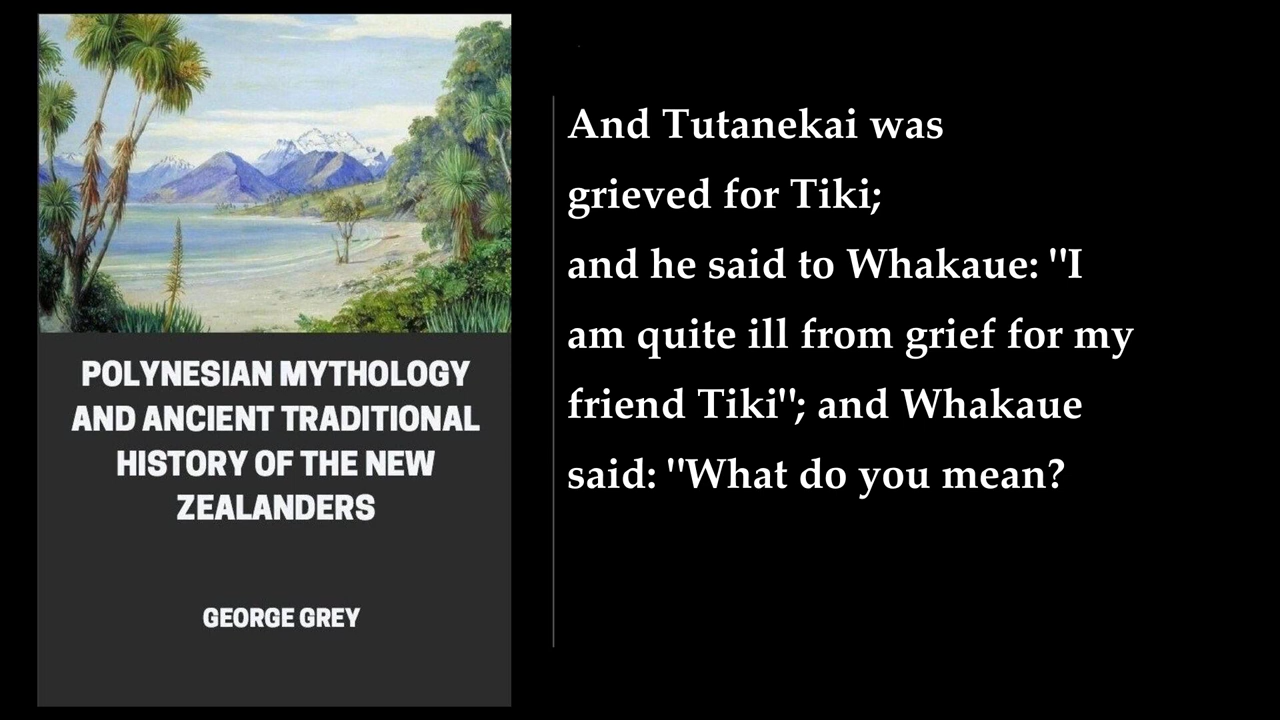 POLYNESIAN MYTHOLOGY
AND ANCIENT TRADITIONAL
HISTORY OF THE NEW
ZEALANDERS
GEORGE GREY
And Tutanekai was
grieved for Tiki;
and he said to Whakaue: "I
am quite ill from grief for my
friend Tiki"; and Whakaue
said: "What do you mean?